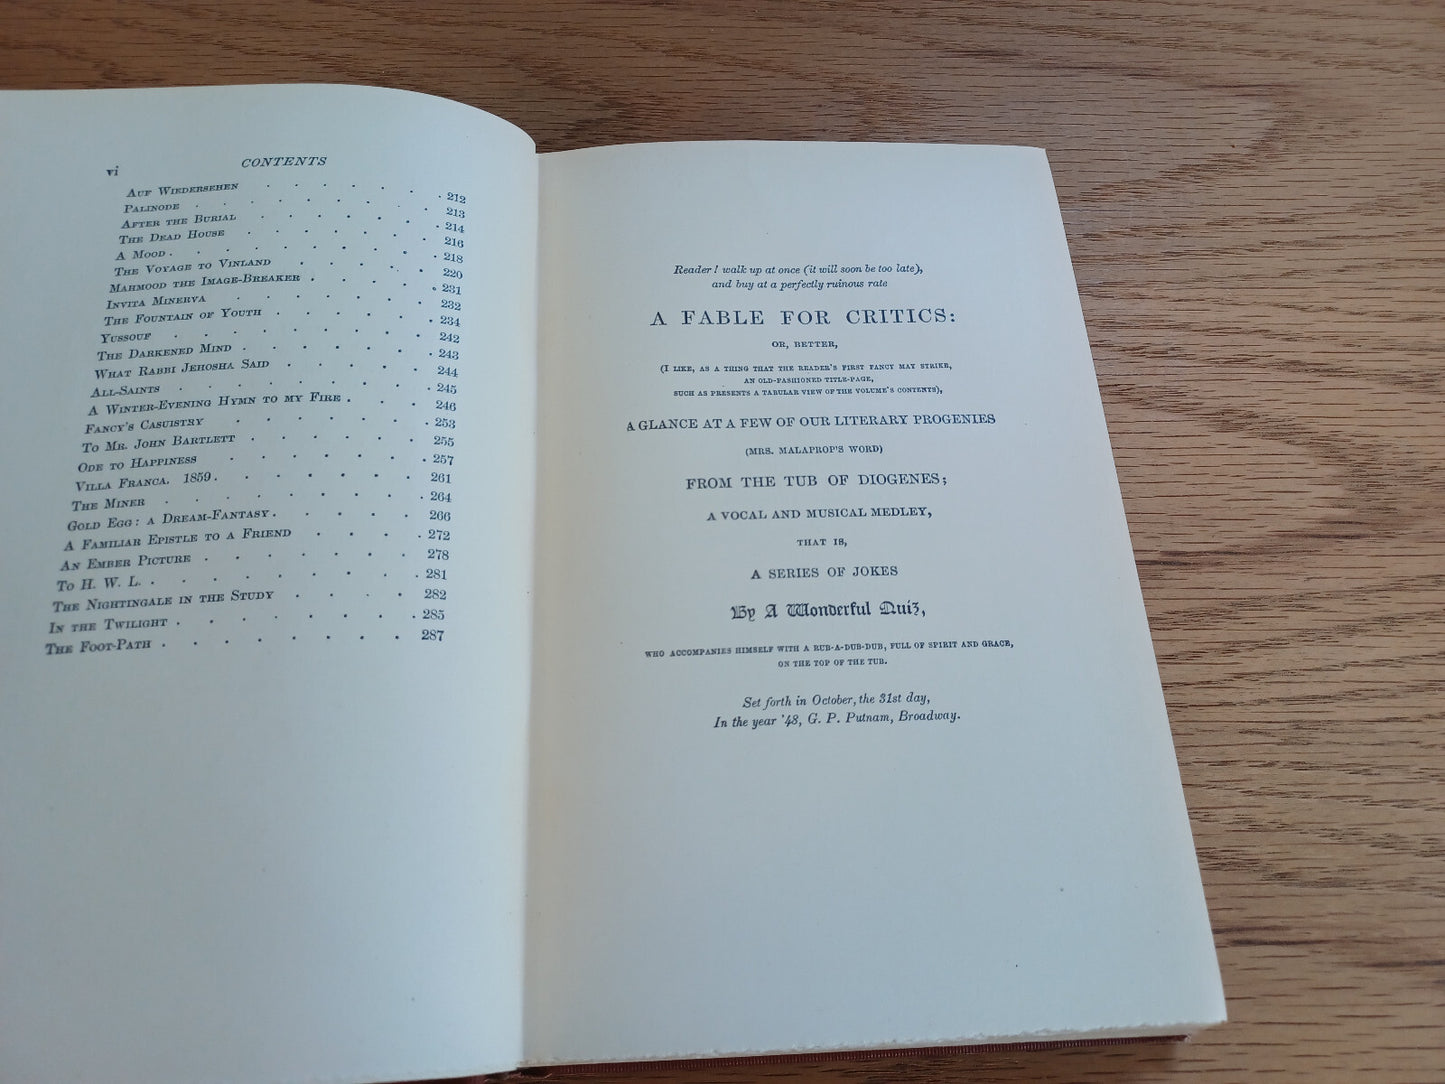 vi CONTENTS
AUF WIEDERSEHEN . . . . . . 212
PALINODE . . . . . . . . 213
AFTER THE BURIAL . . . . . . 214
THE DEAD HOUSE . . . . . . 216
A MOOD . . . . . . . . 218
THE VOYAGE TO VINLAND . . . . . 220
MAHMOOD THE IMAGE-BREAKER . . . . . 231
INVITA MINERVA . . . . . . 232
THE FOUNTAIN OF YOUTH . . . . . 234
YUSSOUF . . . . . . . . 242
THE DARKENED MIND . . . . . . 243
WHAT RABBI JEHOSHA SAID . . . . . 244
ALL-SAINTS . . . . . . . 245
A WINTER-EVENING HYMN TO MY FIRE . . . 246
FANCY'S CASUISTRY . . . . . . 253
TO MR. JOHN BARTLETT . . . . . . 255
ODE TO HAPPINESS . . . . . . 257
VILLA FRANCA. 1859 . . . . . . 261
THE MINER . . . . . . . . 264
GOLD EGG: A DREAM-FANTASY . . . . . 266
A FAMILIAR EPISTLE TO A FRIEND . . . . 272
AN EMBER PICTURE . . . . . . 278
TO H. W. L. . . . . . . . . 281
THE NIGHTINGALE IN THE STUDY . . . . 282
IN THE TWILIGHT . . . . . . . 285
THE FOOT-PATH . . . . . . . 287
Reader! walk up at once (it will soon be too late),
and buy at a perfectly ruinous rate
A FABLE FOR CRITICS:
OR, BETTER,
(I LIKE, AS A THING THAT THE READER'S FIRST FANCY MAY STRIKE,
AN OLD-FASHIONED TITLE-PAGE,
SUCH AS PRESENTS A TABULAR VIEW OF THE VOLUME'S CONTENTS),
A GLANCE AT A FEW OF OUR LITERARY PROGENIES
(MRS. MALAPROP'S WORD)
FROM THE TUB OF DIOGENES;
A VOCAL AND MUSICAL MEDLEY,
THAT IS,
A SERIES OF JOKES
By A Wonderful Quiz,
WHO ACCOMPANIES HIMSELF WITH A RUB-A-DUB-DUB, FULL OF SPIRIT AND GRACE,
ON THE TOP OF THE TUB.
Set forth in October, the 31st day,
In the year '48, G. P. Putnam, Broadway.